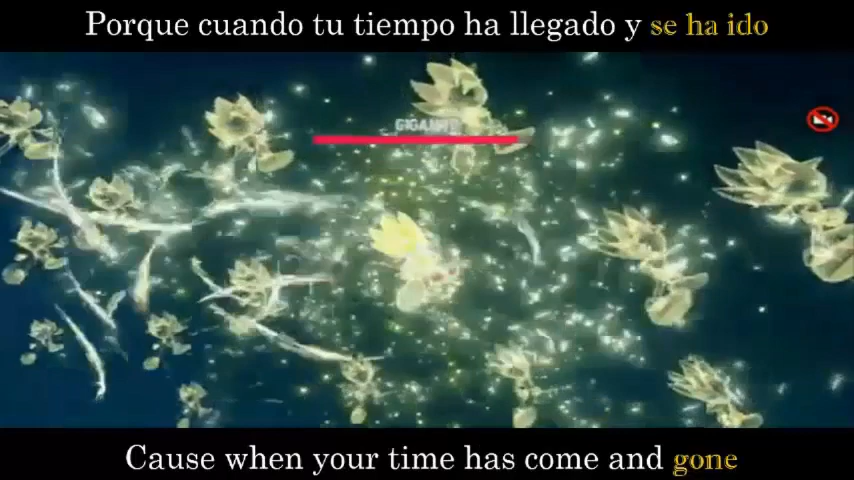 Porque cuando tu tiempo ha llegado y se ha ido
Cause when your time has come and gone